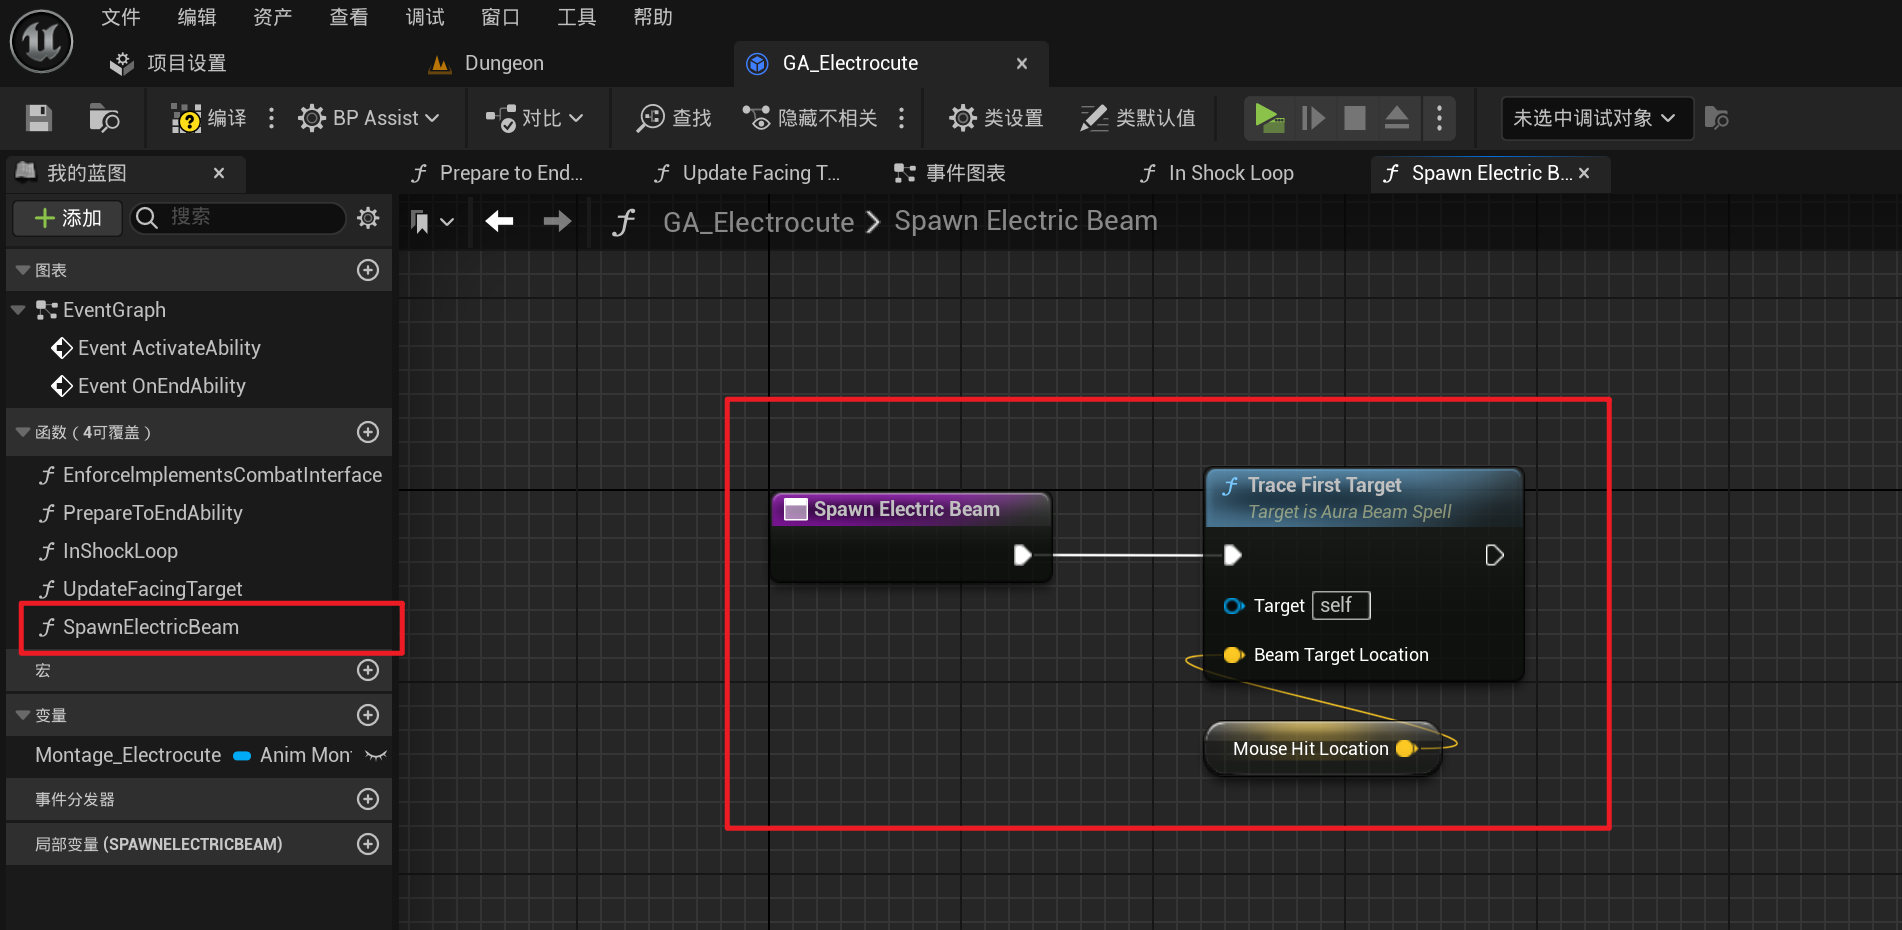 文件 编辑 资产 查看 调试 窗口 工具 帮助
项目设置 Dungeon GA_Electrocute
编译 BP Assist 对比 查找 隐藏不相关 类设置 类默认值 未选中调试对象
我的蓝图
Prepare to End... Update Facing T... 事件图表 In Shock Loop Spawn Electric B...
添加 搜索
GA_Electrocute Spawn Electric Beam
图表
EventGraph
Event ActivateAbility
Event OnEndAbility
函数（4可覆盖）
EnforceImplementsCombatInterface
PrepareToEndAbility
InShockLoop
UpdateFacingTarget
SpawnElectricBeam
宏
变量
Montage_Electrocute Anim Mon
事件分发器
局部变量 (SPAWNELECTRICBEAM)
Spawn Electric Beam
Trace First Target
Target is Aura Beam Spell
Target self
Beam Target Location
Mouse Hit Location